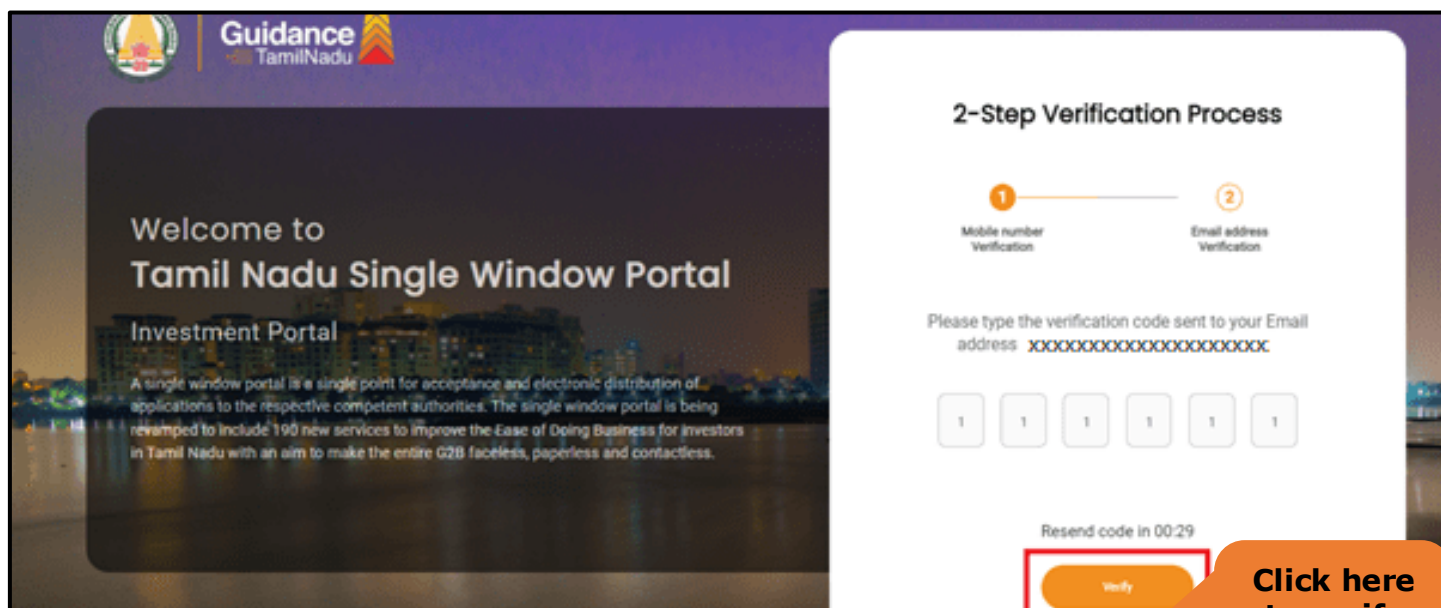 Guidance
TamilNadu
Welcome to
Tamil Nadu Single Window Portal
Investment Portal
A single window portal is a single point for acceptance and electronic distribution of
applications to the respective competent authorities. The single window portal is being
revamped to include 190 new services to improve the Ease of Doing Business for investors
in Tamil Nadu with an aim to make the entire G2B faceless, paperless and contactless.
2-Step Verification Process
1 2
Mobile number
Verification
Email address
Verification
Please type the verification code sent to your Email
address XXXXXXXXXXXXXXXXXXXX
1 1 1 1 1 1
Resend code in 00:29
Verify
Click here